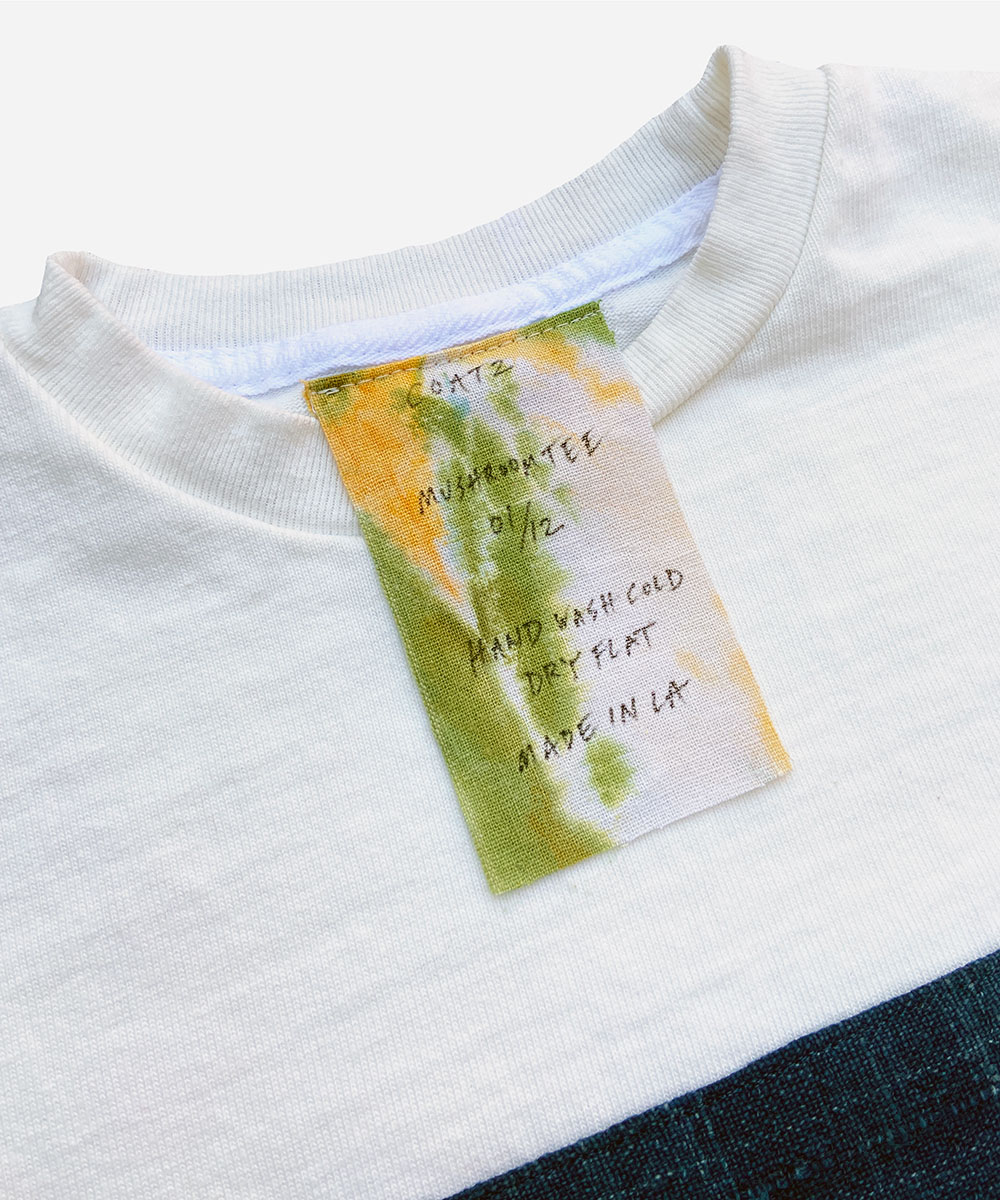 COATZ
MUSHROOM TEE
01/12
HAND WASH COLD
DRY FLAT
MADE IN LA